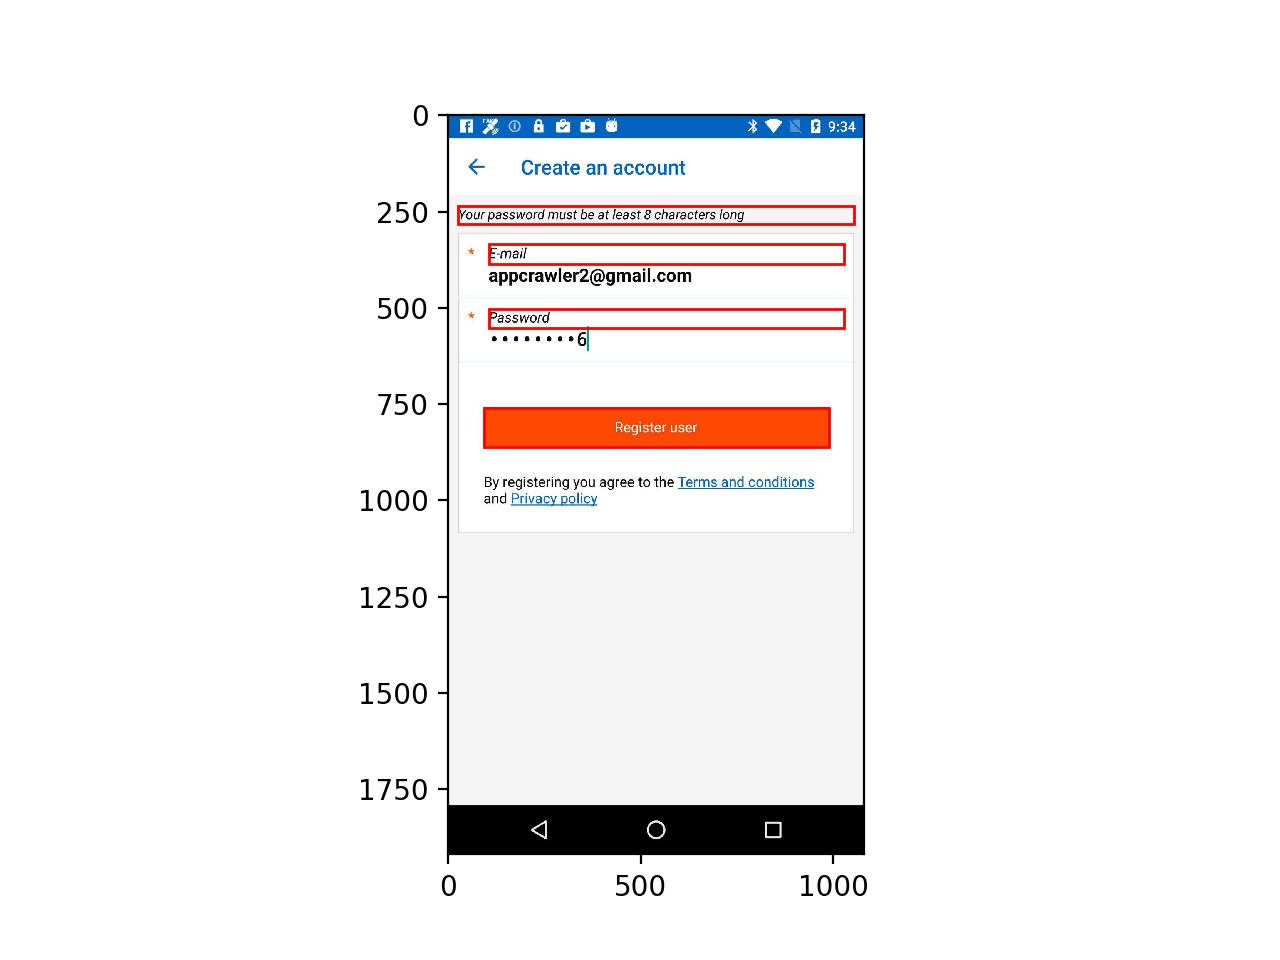 0
250
500
750
1000
1250
1500
1750
0 500 1000
9:34
Create an account
Your password must be at least 8 characters long
* E-mail
appcrawler2@gmail.com
* Password
••••••••6
Register user
By registering you agree to the Terms and conditions
and Privacy policy